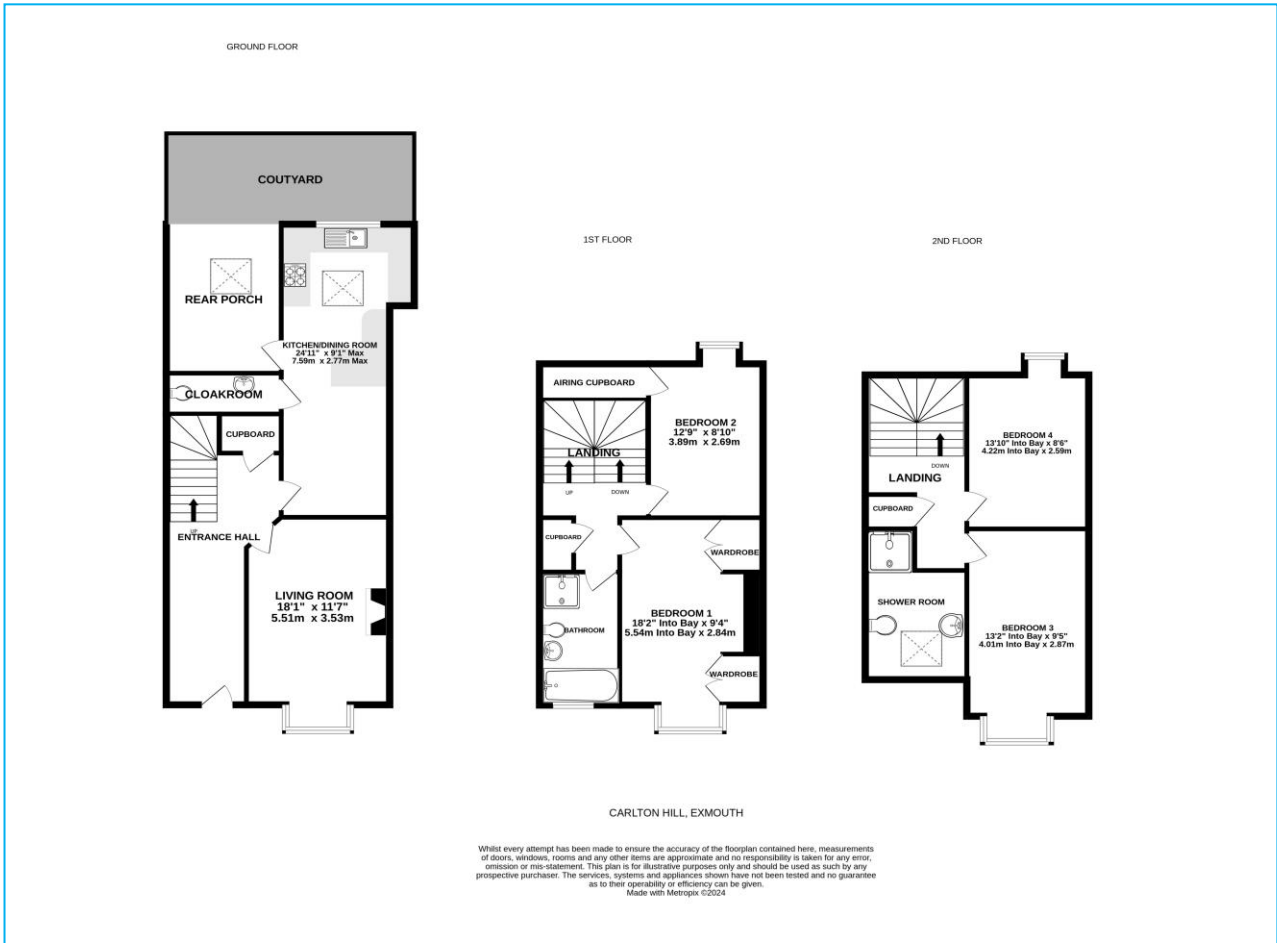 GROUND FLOOR
COUTYARD
REAR PORCH
KITCHEN/DINING ROOM
24'11" x 9'1" Max
7.59m x 2.77m Max
CLOAKROOM
CUPBOARD
UP
ENTRANCE HALL
LIVING ROOM
18'1" x 11'7"
5.51m x 3.53m
1ST FLOOR
AIRING CUPBOARD
BEDROOM 2
12'9" x 8'10"
3.89m x 2.69m
LANDING
UP
DOWN
CUPBOARD
WARDROBE
BEDROOM 1
18'2" Into Bay x 9'4"
5.54m Into Bay x 2.84m
BATHROOM
WARDROBE
2ND FLOOR
BEDROOM 4
13'10" Into Bay x 8'6"
4.22m Into Bay x 2.59m
DOWN
LANDING
CUPBOARD
SHOWER ROOM
BEDROOM 3
13'2" Into Bay x 9'5"
4.01m Into Bay x 2.87m
CARLTON HILL, EXMOUTH
Whilst every attempt has been made to ensure the accuracy of the floorplan contained here, measurements
of doors, windows, rooms and any other items are approximate and no responsibility is taken for any error,
omission or mis-statement. This plan is for illustrative purposes only and should be used as such by any
prospective purchaser. The services, systems and appliances shown have not been tested and no guarantee
as to their operability or efficiency can be given.
Made with Metropix ©2024